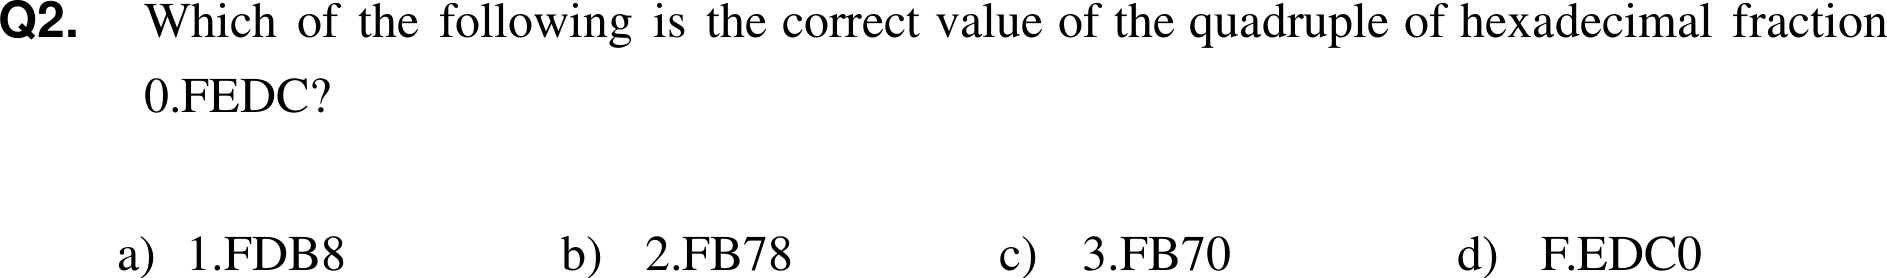 Q2. Which of the following is the correct value of the quadruple of hexadecimal fraction
0.FEDC?
a) 1.FDB8 b) 2.FB78 c) 3.FB70 d) F.EDC0